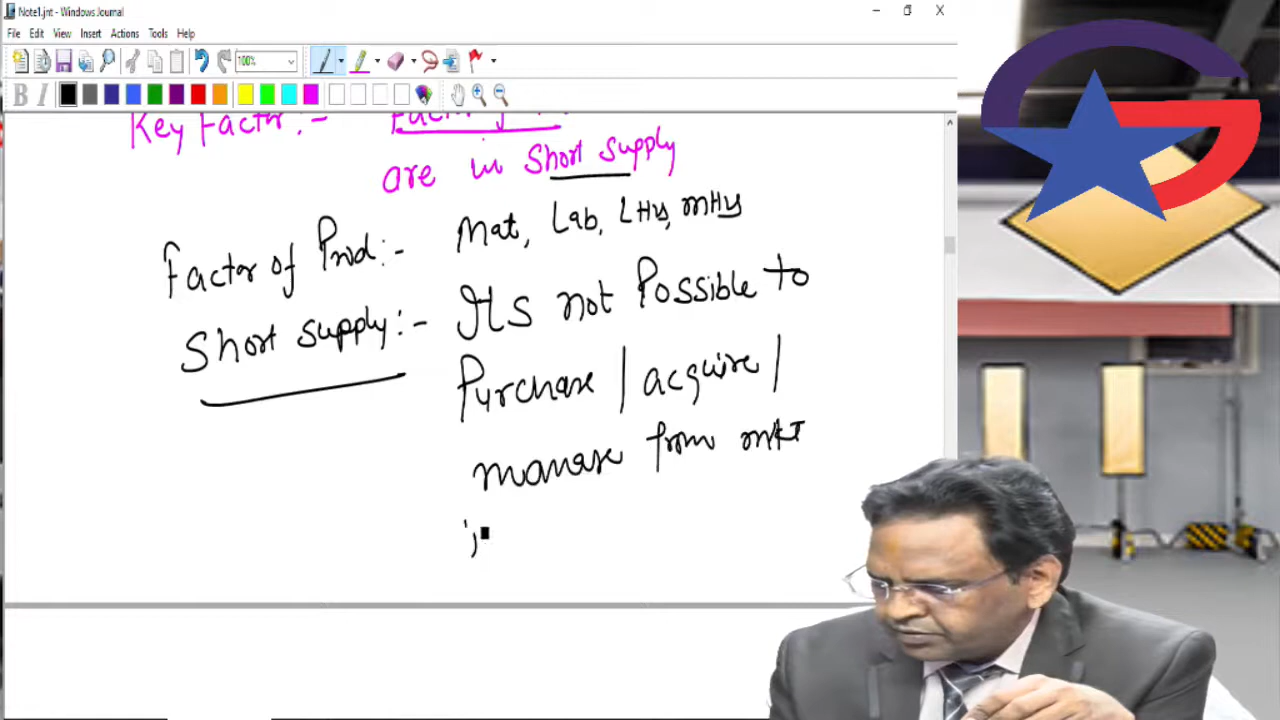 Note1.jnt - Windows Journal
File Edit View Insert Actions Tools Help
100%
B I
Key Factor :-
are in Short supply
Factor of Prod :- Mat, Lab, LHrs, mHrs
Short supply :- Its not Possible to
Purchase / acquire /
manage from mkt